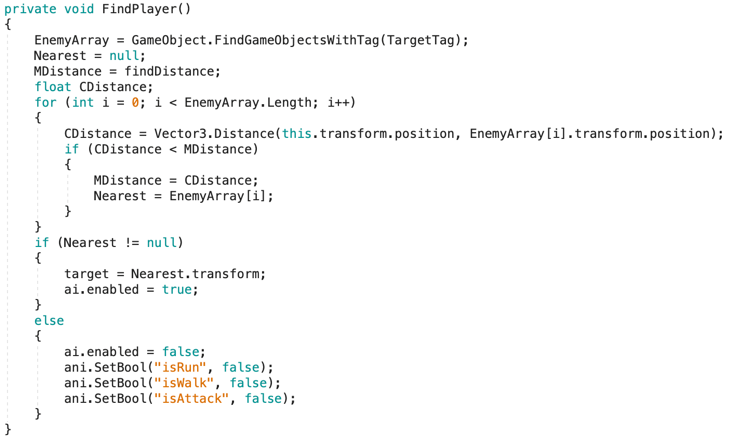 private void FindPlayer()
{
    EnemyArray = GameObject.FindGameObjectsWithTag(TargetTag);
    Nearest = null;
    MDistance = findDistance;
    float CDistance;
    for (int i = 0; i < EnemyArray.Length; i++)
    {
        CDistance = Vector3.Distance(this.transform.position, EnemyArray[i].transform.position);
        if (CDistance < MDistance)
        {
            MDistance = CDistance;
            Nearest = EnemyArray[i];
        }
    }
    if (Nearest != null)
    {
        target = Nearest.transform;
        ai.enabled = true;
    }
    else
    {
        ai.enabled = false;
        ani.SetBool("isRun", false);
        ani.SetBool("isWalk", false);
        ani.SetBool("isAttack", false);
    }
}